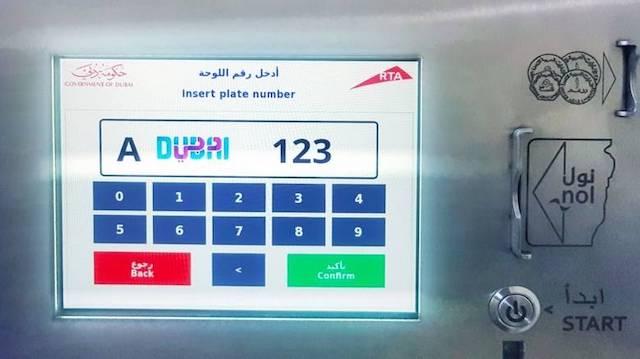 حكومة دبي
GOVERNMENT OF DUBAI
أدخل رقم اللوحة
Insert plate number
RTA
A DUBAI 123
0 1 2 3 4
5 6 7 8 9
رجوع
Back
<
تأكيد
Confirm
نول
nol
ابدأ
< START